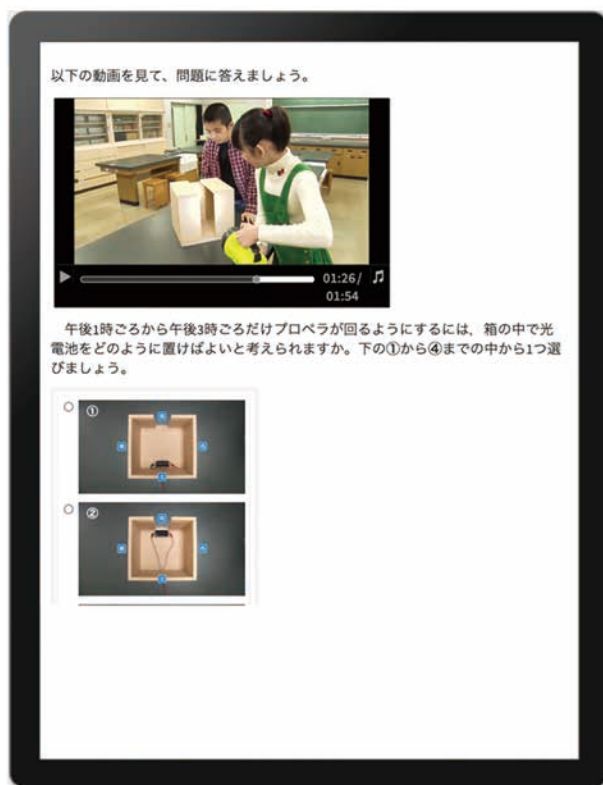 以下の動画を見て、問題に答えましょう。
01:26/
01:54
午後1時ごろから午後3時ごろだけプロペラが回るようにするには、箱の中で光
電池をどのように置けばよいと考えられますか。下の①から④までの中から1つ選
びましょう。
①
②